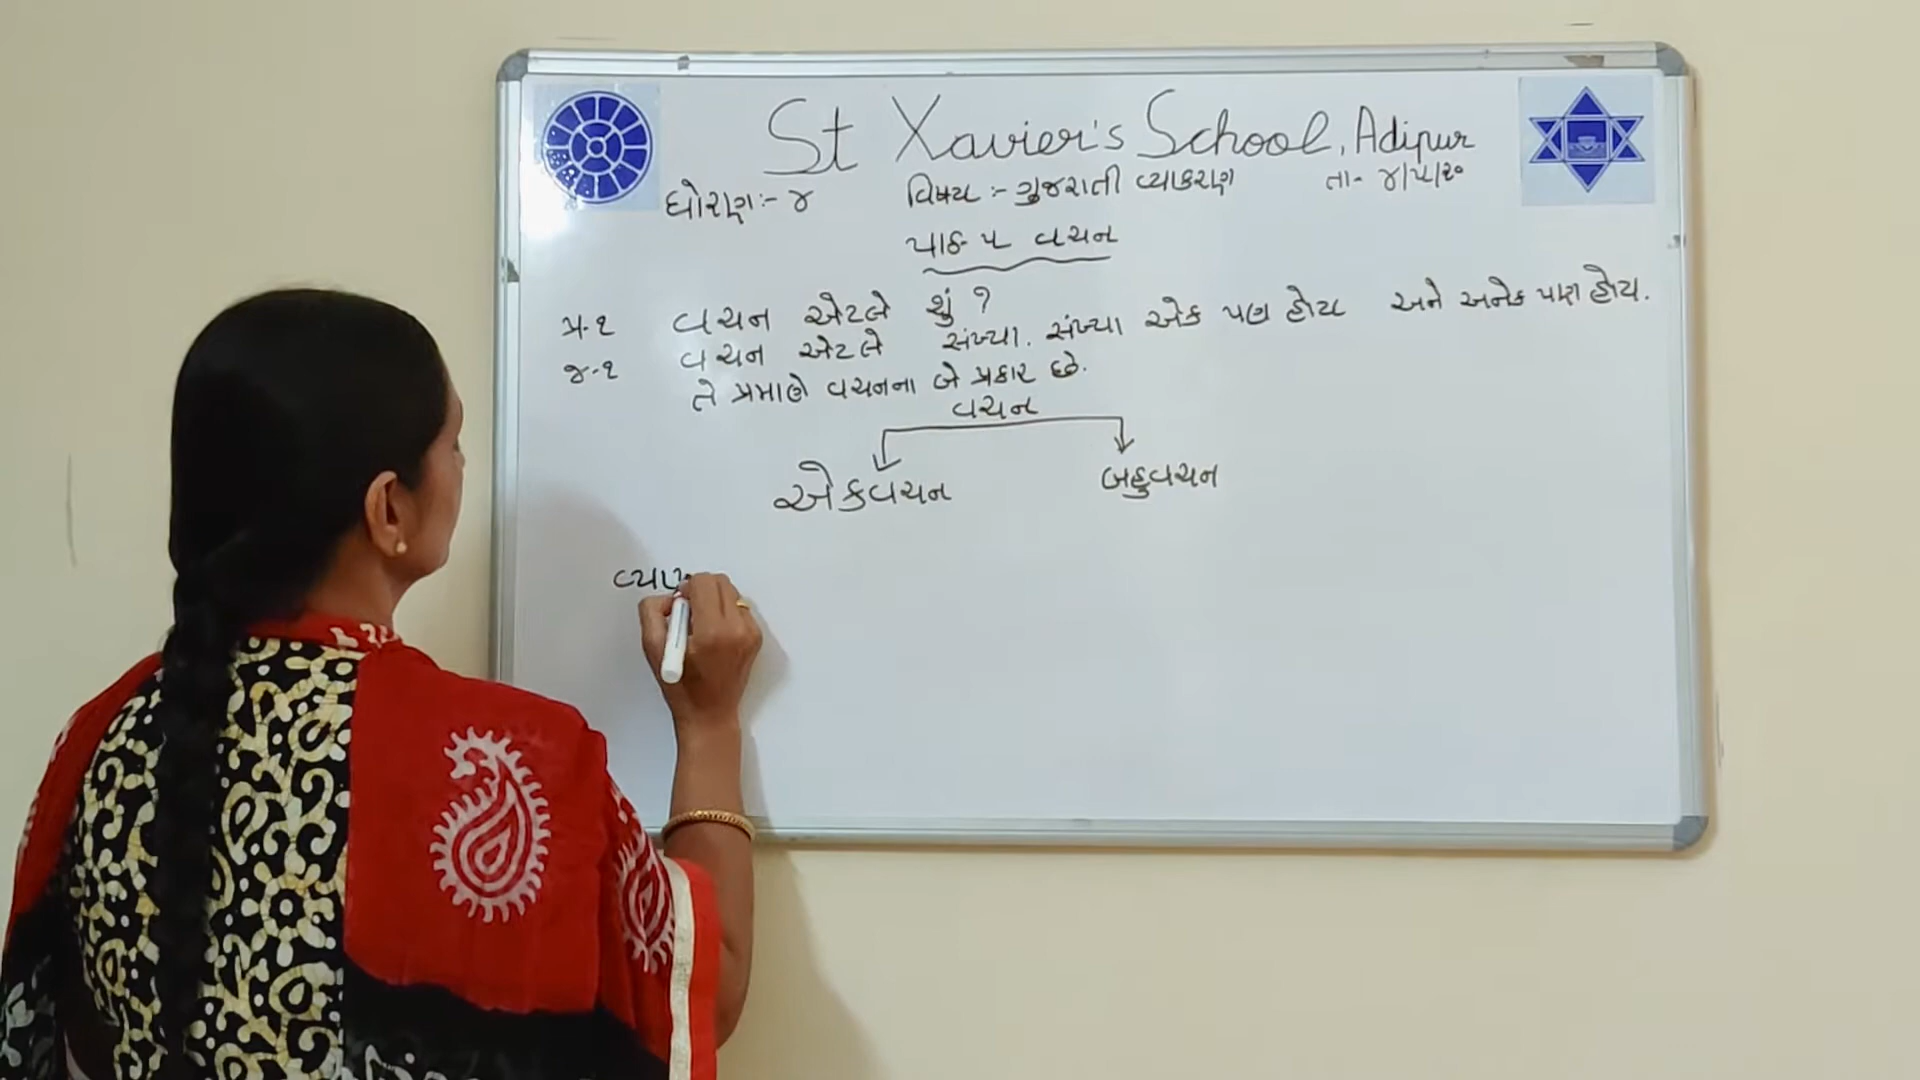 St Xavier's School, Adipur
ધોરણ:- ૪ વિષય :- ગુજરાતી વ્યાકરણ તા- ૪/૫/૨૦
પાઠ ૫ વચન
પ્ર-૧ વચન એટલે શું ?
જ-૧ વચન એટલે સંખ્યા. સંખ્યા એક પણ હોય અને અનેક પણ હોય.
તે પ્રમાણે વચનના બે પ્રકાર છે.
વચન
એકવચન બહુવચન